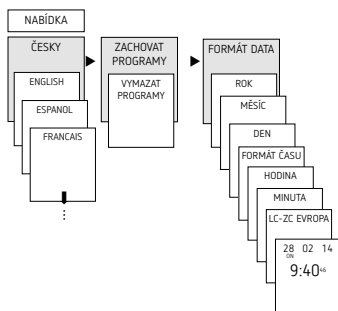 NABÍDKA
ČESKY
ENGLISH
ESPANOL
FRANCAIS
ZACHOVAT
PROGRAMY
VYMAZAT
PROGRAMY
FORMÁT DATA
ROK
MĚSÍC
DEN
FORMÁT ČASU
HODINA
MINUTA
LC-ZC EVROPA
28 02 14
ON
9:40 46